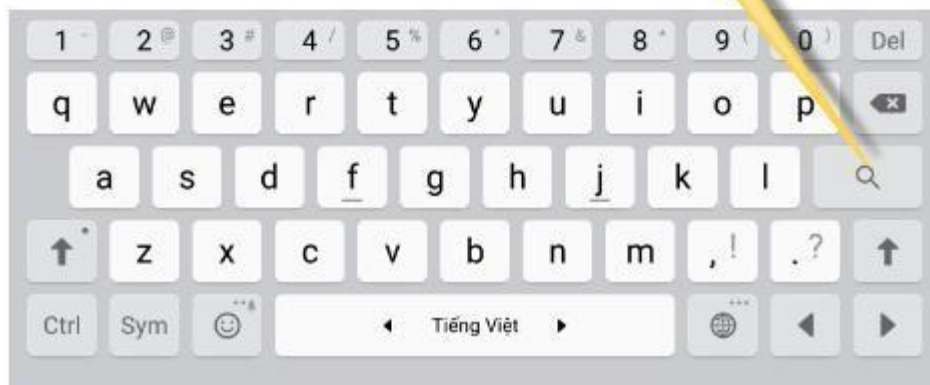 1 - 2 @ 3 # 4 / 5 % 6 ^ 7 & 8 * 9 ( 0 ) Del
q w e r t y u i o p
a s d f g h j k l
z x c v b n m , ! . ?
Ctrl Sym Tiếng Việt